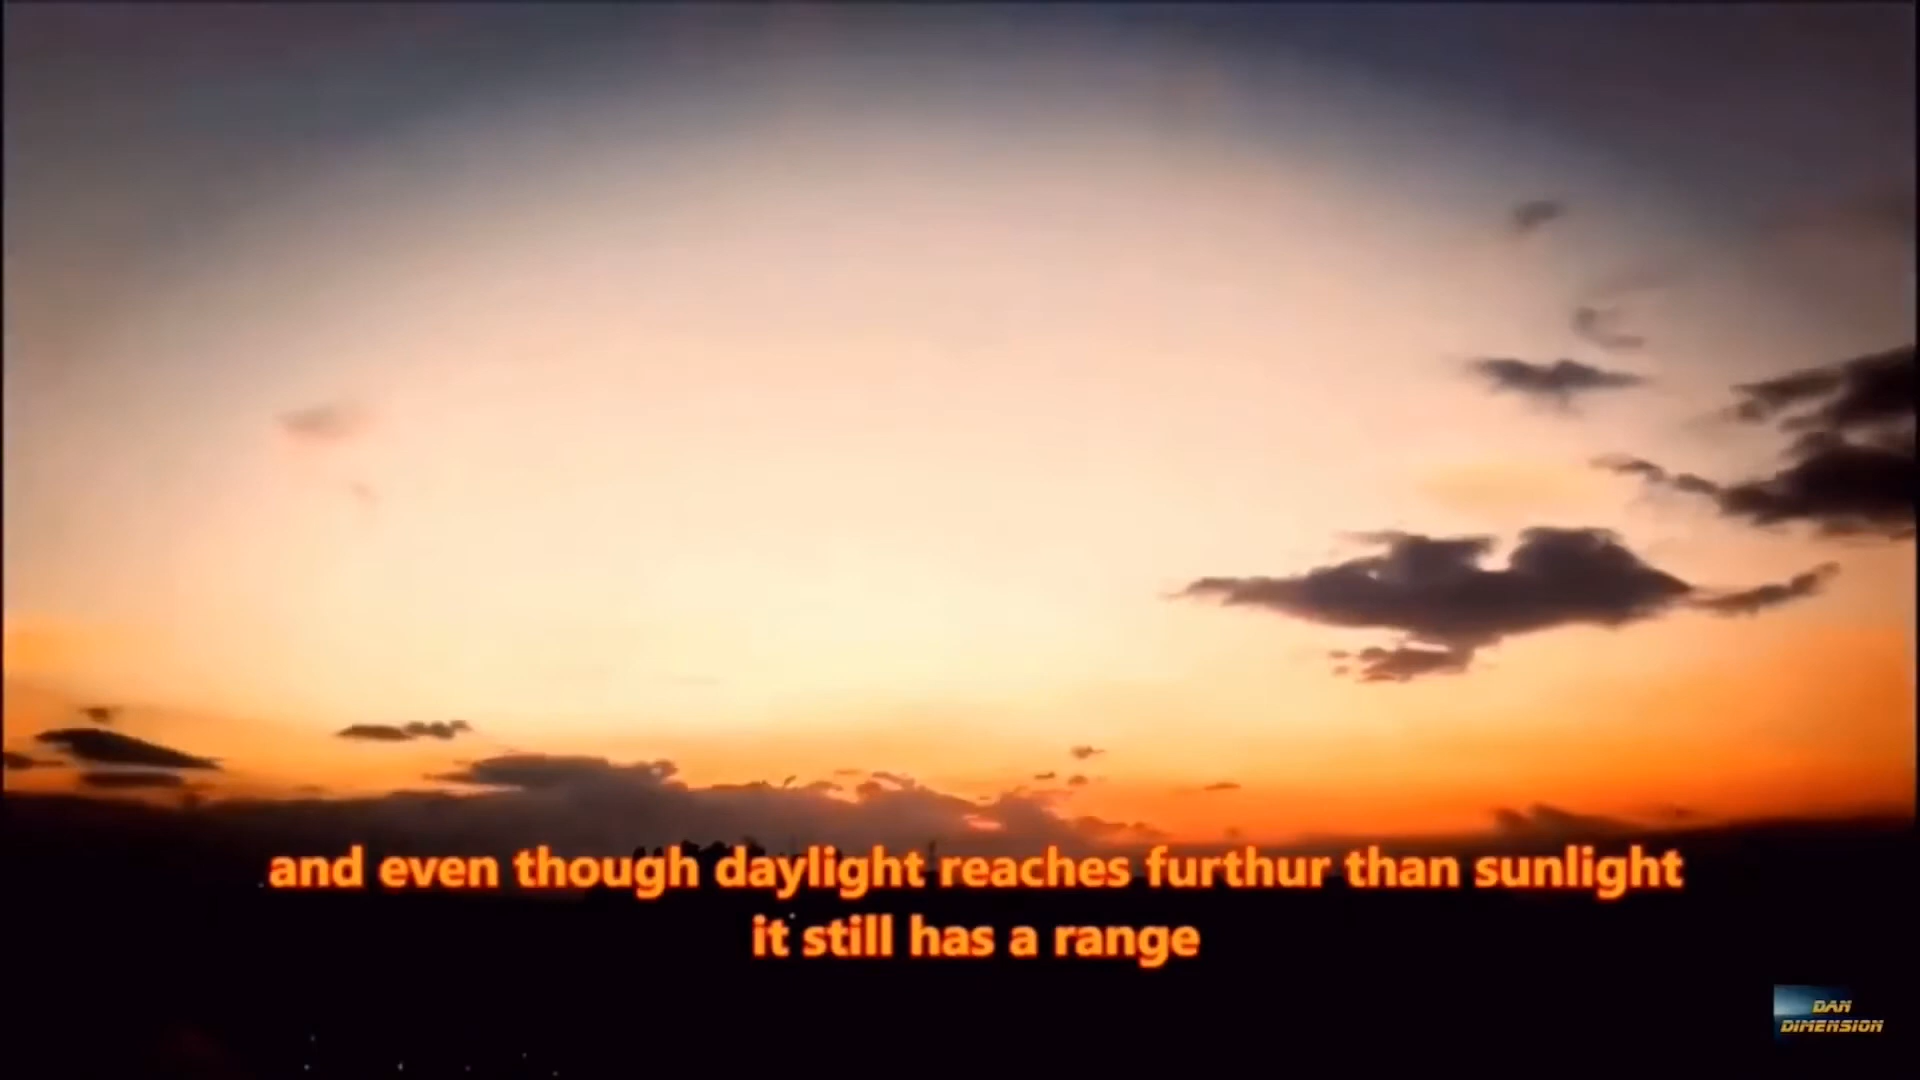 and even though daylight reaches furthur than sunlight
it still has a range
DAN
DIMENSION